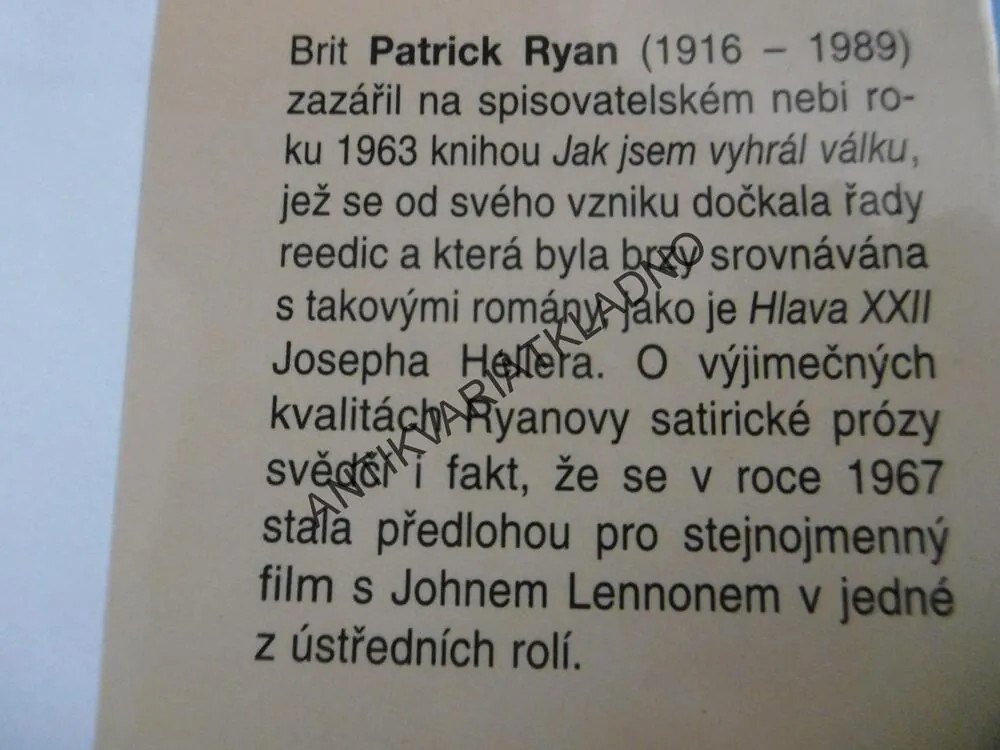 Brit Patrick Ryan (1916 – 1989)
zazářil na spisovatelském nebi ro-
ku 1963 knihou Jak jsem vyhrál válku,
jež se od svého vzniku dočkala řady
reedic a která byla brzy srovnávána
s takovými romány, jako je Hlava XXII
Josepha Hellera. O výjimečných
kvalitách Ryanovy satirické prózy
svědčí i fakt, že se v roce 1967
stala předlohou pro stejnojmenný
film s Johnem Lennonem v jedné
z ústředních rolí.
ANTIKVARIATKLADNO